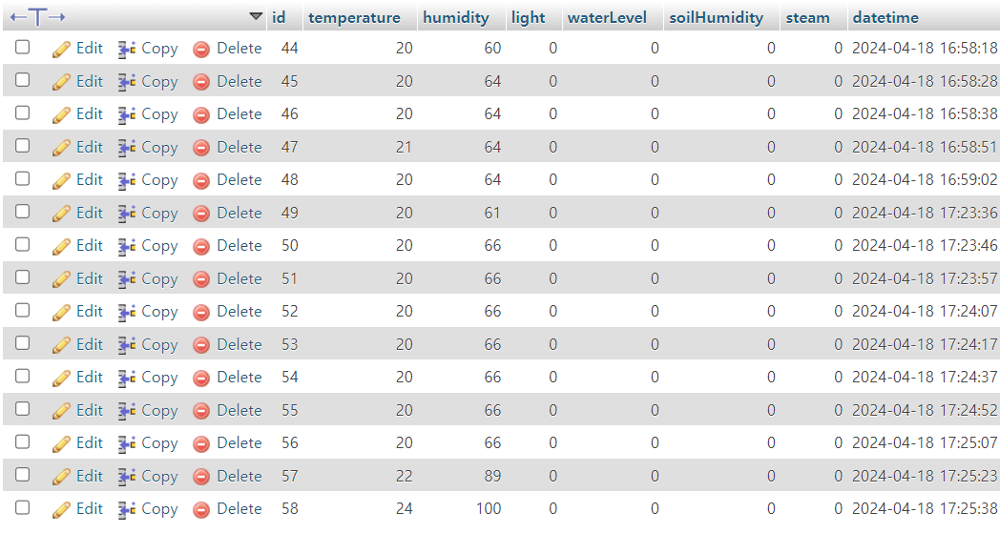 id temperature humidity light waterLevel soilHumidity steam datetime
Edit Copy Delete 44 20 60 0 0 0 0 2024-04-18 16:58:18
Edit Copy Delete 45 20 64 0 0 0 0 2024-04-18 16:58:28
Edit Copy Delete 46 20 64 0 0 0 0 2024-04-18 16:58:38
Edit Copy Delete 47 21 64 0 0 0 0 2024-04-18 16:58:51
Edit Copy Delete 48 20 64 0 0 0 0 2024-04-18 16:59:02
Edit Copy Delete 49 20 61 0 0 0 0 2024-04-18 17:23:36
Edit Copy Delete 50 20 66 0 0 0 0 2024-04-18 17:23:46
Edit Copy Delete 51 20 66 0 0 0 0 2024-04-18 17:23:57
Edit Copy Delete 52 20 66 0 0 0 0 2024-04-18 17:24:07
Edit Copy Delete 53 20 66 0 0 0 0 2024-04-18 17:24:17
Edit Copy Delete 54 20 66 0 0 0 0 2024-04-18 17:24:37
Edit Copy Delete 55 20 66 0 0 0 0 2024-04-18 17:24:52
Edit Copy Delete 56 20 66 0 0 0 0 2024-04-18 17:25:07
Edit Copy Delete 57 22 89 0 0 0 0 2024-04-18 17:25:23
Edit Copy Delete 58 24 100 0 0 0 0 2024-04-18 17:25:38